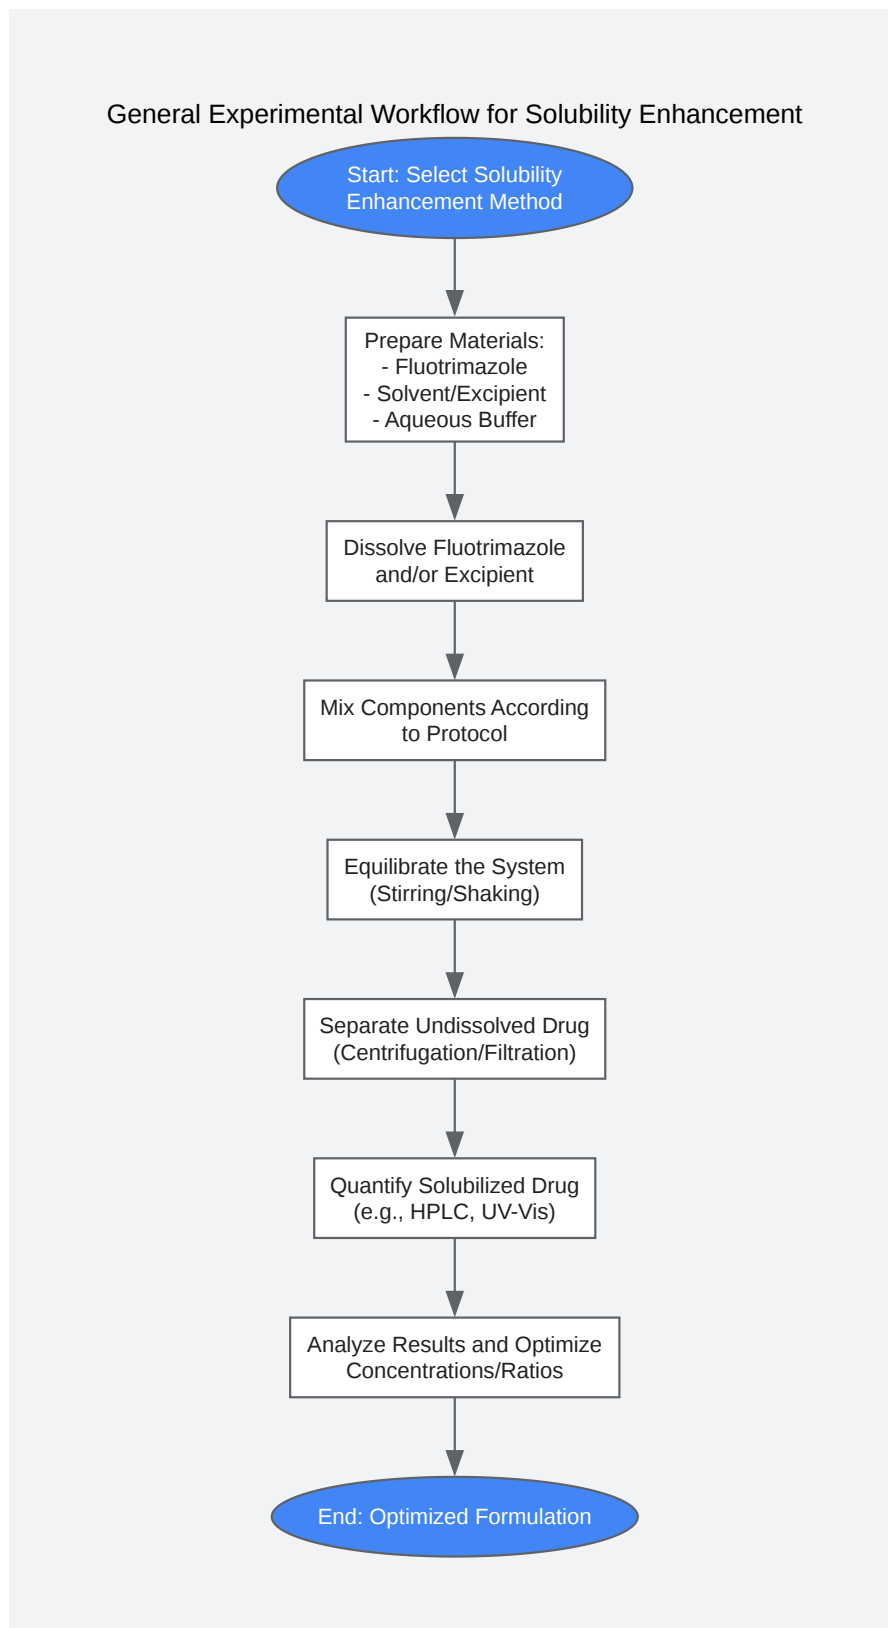 General Experimental Workflow for Solubility Enhancement
Start: Select Solubility
Enhancement Method
Prepare Materials:
- Fluotrimazole
- Solvent/Excipient
- Aqueous Buffer
Dissolve Fluotrimazole
and/or Excipient
Mix Components According
to Protocol
Equilibrate the System
(Stirring/Shaking)
Separate Undissolved Drug
(Centrifugation/Filtration)
Quantify Solubilized Drug
(e.g., HPLC, UV-Vis)
Analyze Results and Optimize
Concentrations/Ratios
End: Optimized Formulation